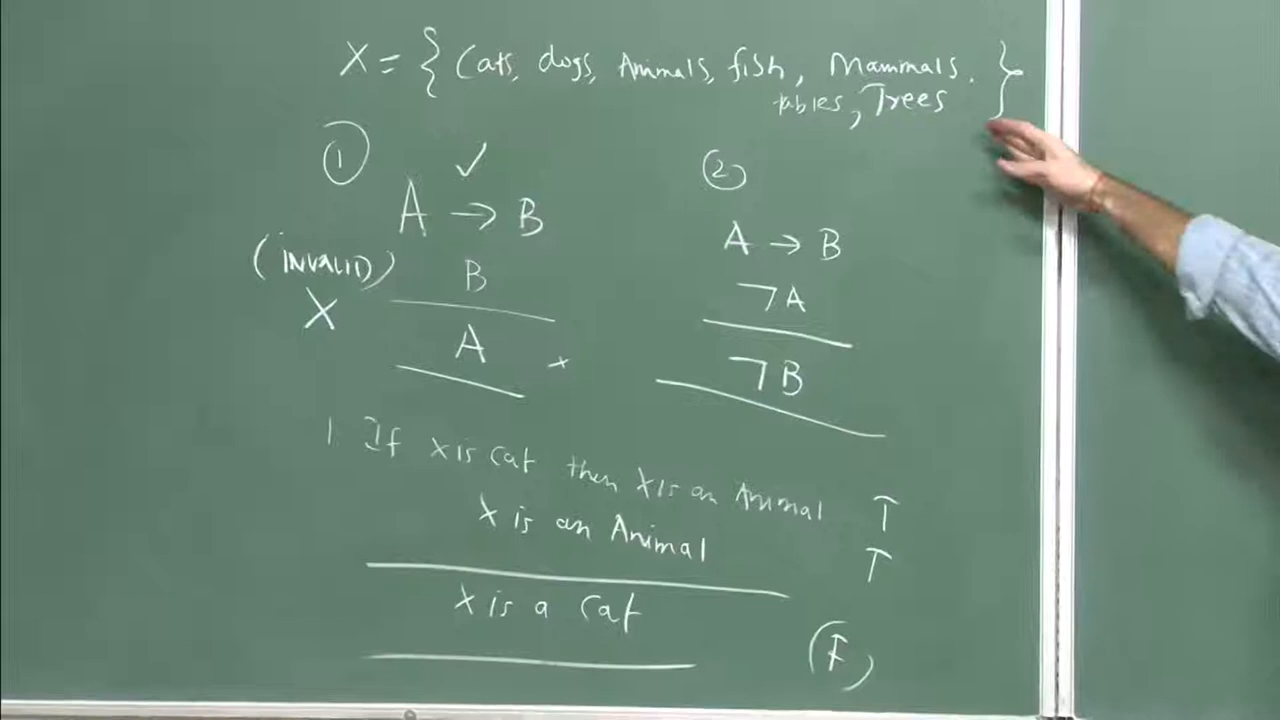 X = { Cats, dogs, Animals, fish, Mammals.
tables, Trees }
① ✓
A → B
(INVALID)
B
X
A ×
②
A → B
¬A
¬B
1. If x is Cat then x is an Animal T
x is an Animal T
x is a Cat (F)